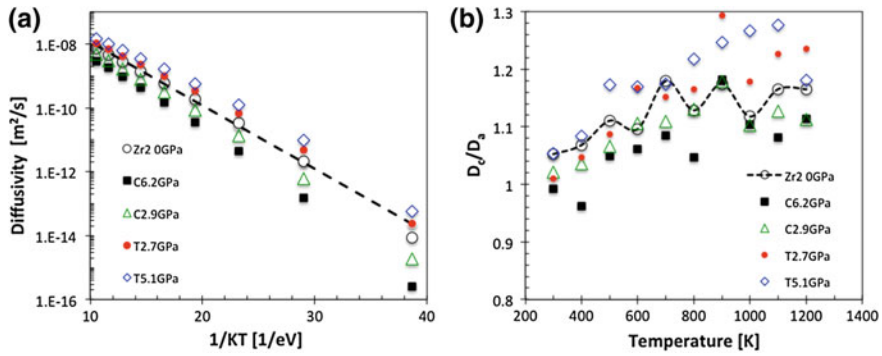 (a)
1.E-08
1.E-10
1.E-12
1.E-14
1.E-16
Diffusivity [m²/s]
Zr2 0GPa
C6.2GPa
C2.9GPa
T2.7GPa
T5.1GPa
10 20 30 40
1/KT [1/eV]
(b)
1.3
1.2
1.1
1
0.9
0.8
Dc/Da
Zr2 0GPa
C6.2GPa
C2.9GPa
T2.7GPa
T5.1GPa
200 400 600 800 1000 1200 1400
Temperature [K]